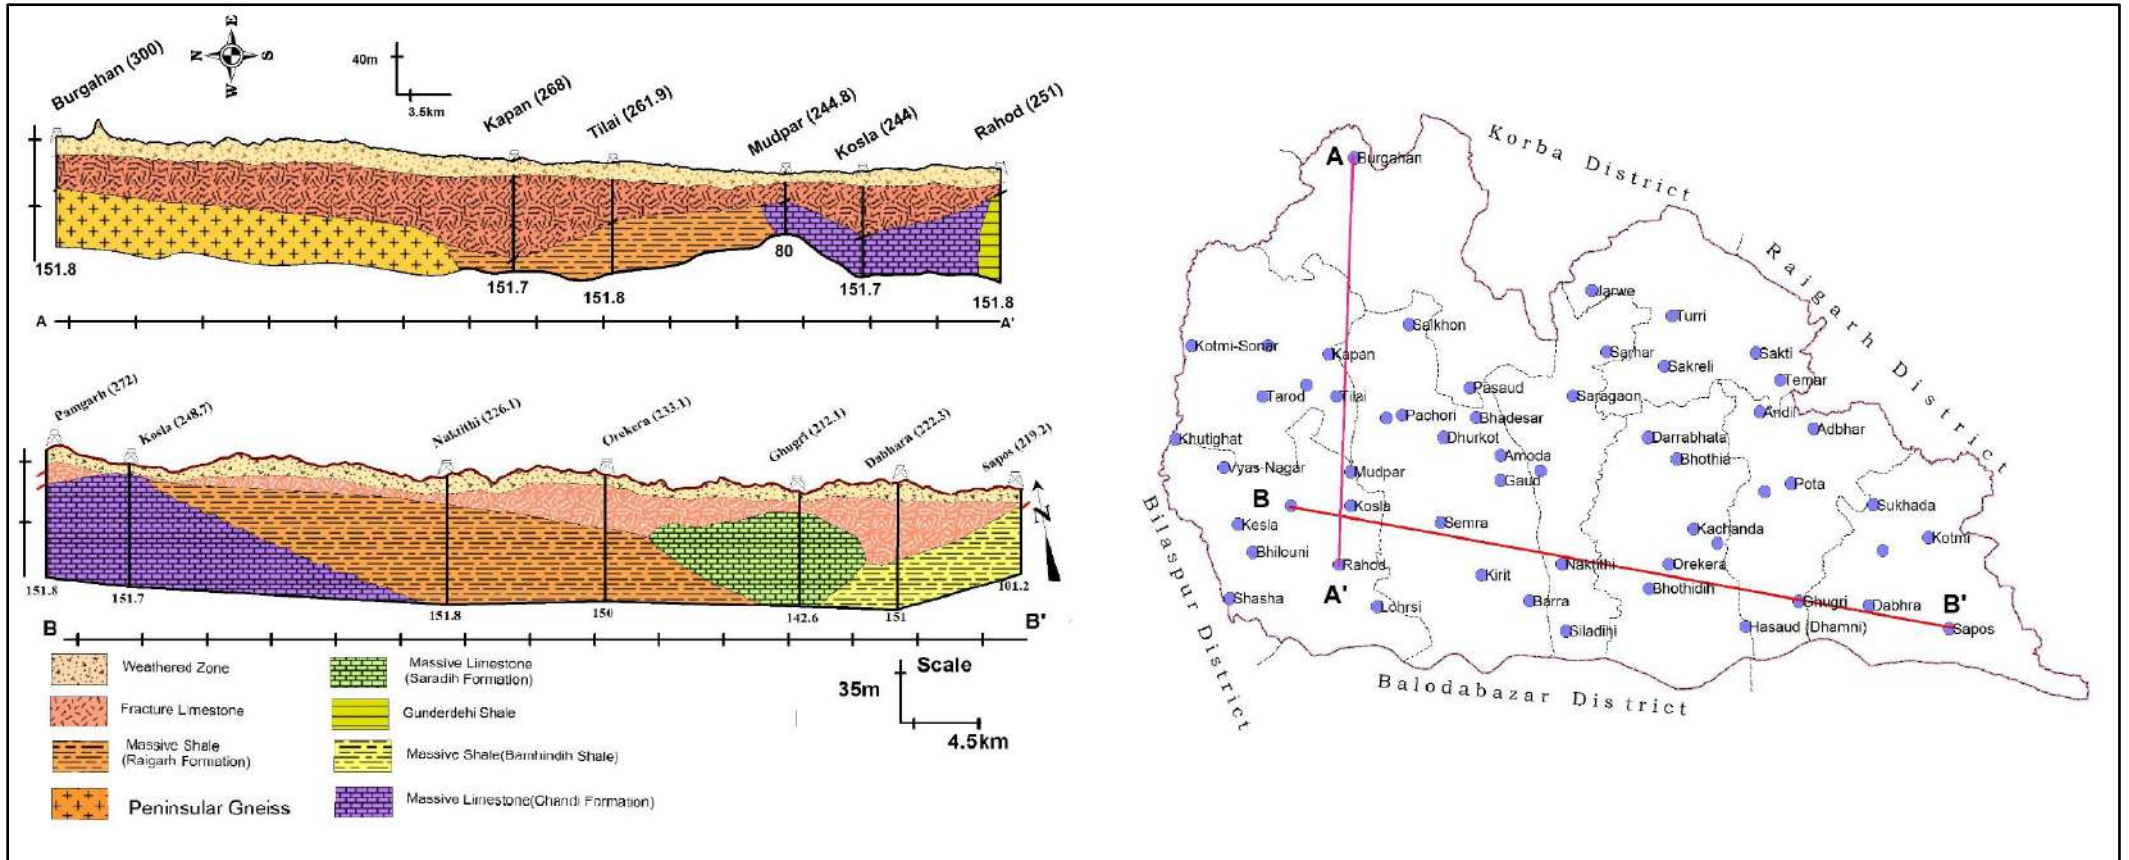 E
N
S
W
40m
3.5km
Burgahan (300)
Kapan (268)
Tilai (261.9)
Mudpar (244.8)
Kosla (244)
Rahod (251)
151.8
151.7
151.8
80
151.7
151.8
A
A'
Pamgarh (272)
Kosla (248.7)
Naktithi (226.1)
Orekera (233.1)
Ghugri (212.1)
Dabhara (222.3)
Sapos (219.2)
N
151.8
151.7
151.8
150
142.6
151
101.2
B
B'
Weathered Zone
Fracture Limestone
Massive Shale
(Raigarh Formation)
Peninsular Gneiss
Massive Limestone
(Saradih Formation)
Gunderdehi Shale
Massive Shale(Bamhindih Shale)
Massive Limestone(Chandi Formation)
Scale
35m
4.5km
Korba District
Raigarh District
Bilaspur District
Balodabazar District
A
Burgahan
Jarwe
Turri
Salkhon
Kotmi-Sonar
Kapan
Samar
Sakreli
Sakti
Temar
Tarod
Tilai
Pasaud
Saragaon
Pachori
Bhadesar
Andil
Adbhar
Khutighat
Dhurkot
Darrabhata
Vyas-Nagar
Mudpar
Amoda
Gaud
Bhothia
Pota
B
Kosla
Sukhada
Kesla
Semra
Kachanda
Kotmi
Bhilouni
Rahod
Naktithi
Orekera
A'
Kirit
Bhothidih
Shasha
Lohrsi
Barra
Ghugri
Dabhra
B'
Siladihi
Hasaud (Dhamni)
Sapos